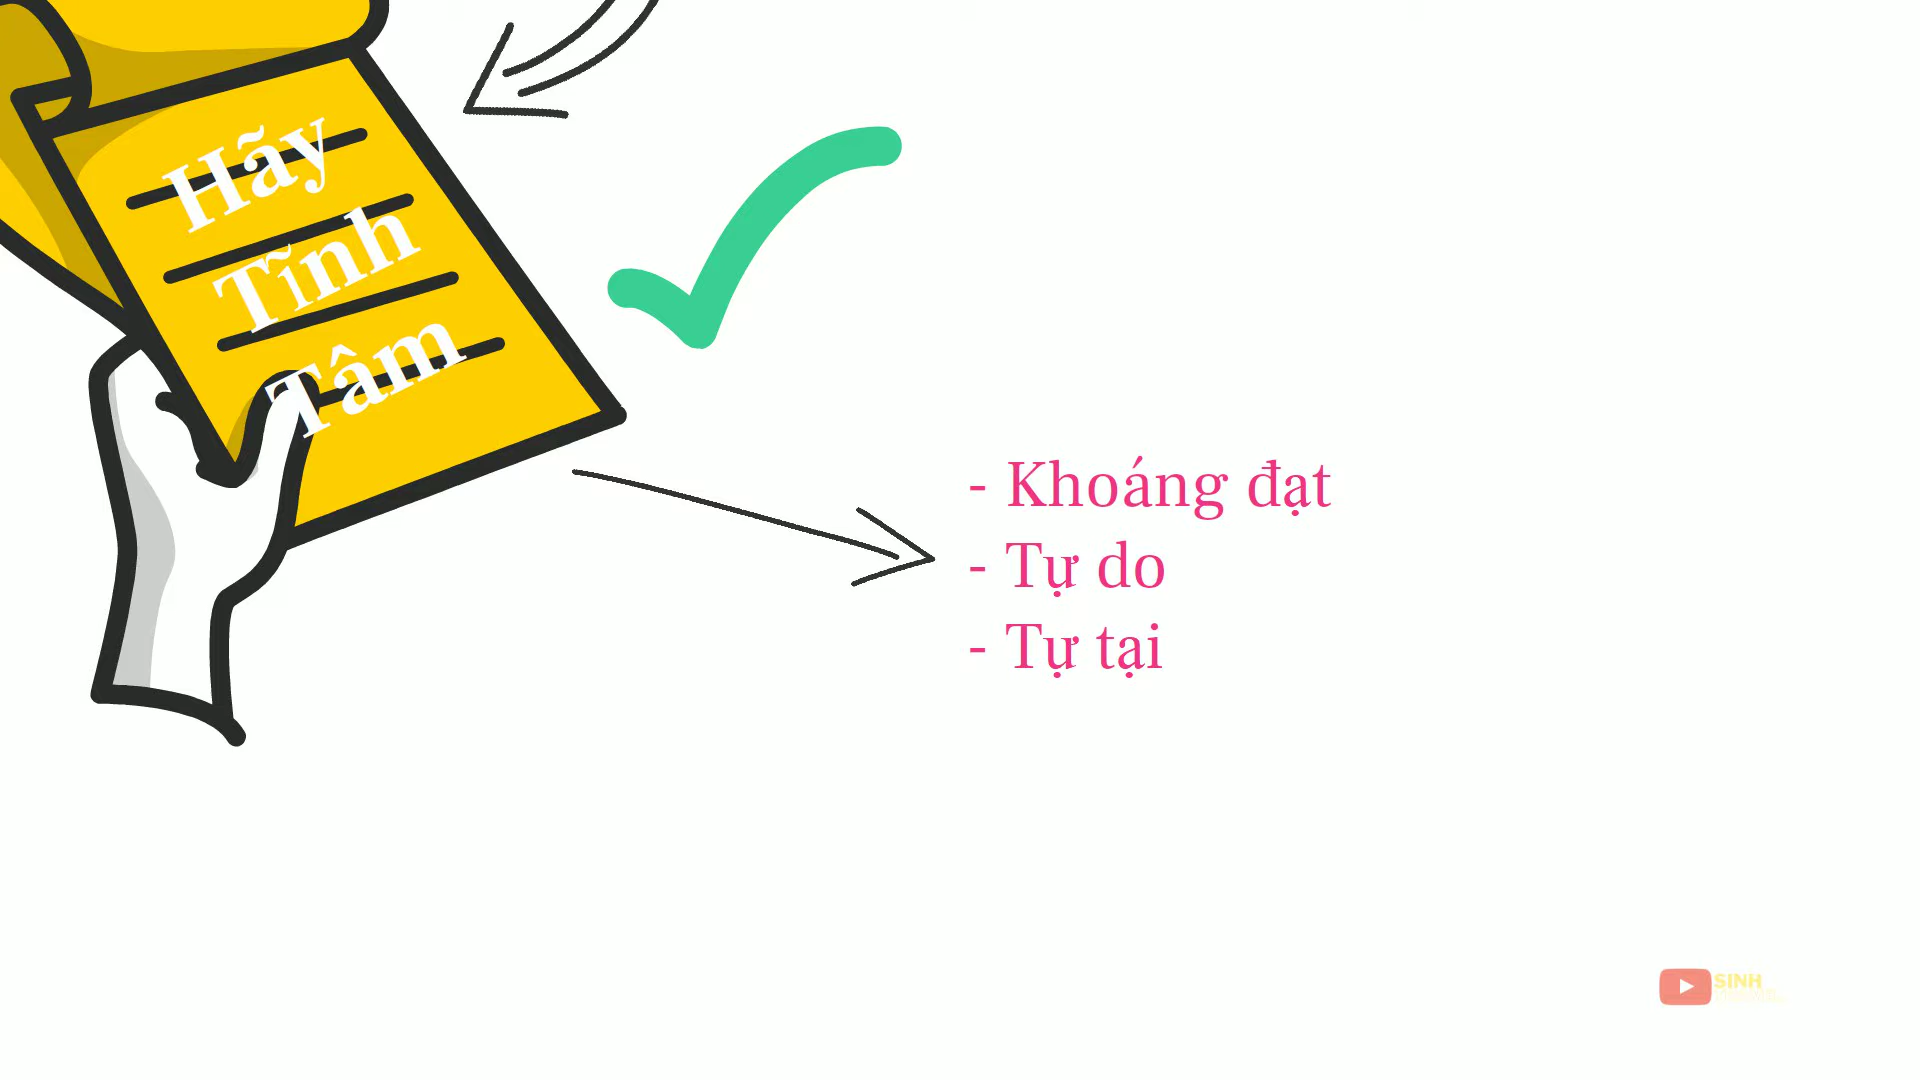 Hãy
Tĩnh
Tâm
- Khoáng đạt
- Tự do
- Tự tại
SINH